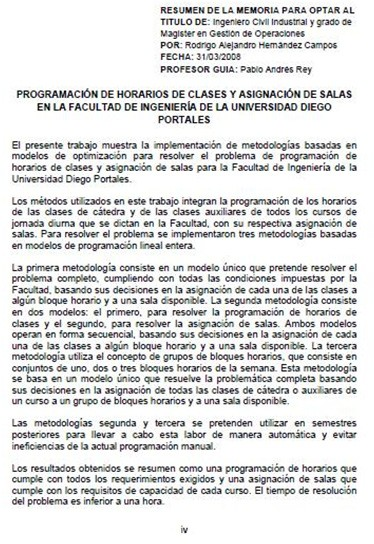 RESUMEN DE LA MEMORIA PARA OPTAR AL
TITULO DE: Ingeniero Civil Industrial y grado de
Magíster en Gestión de Operaciones
POR: Rodrigo Alejandro Hernández Campos
FECHA: 31/03/2008
PROFESOR GUIA: Pablo Andrés Rey
PROGRAMACIÓN DE HORARIOS DE CLASES Y ASIGNACIÓN DE SALAS
EN LA FACULTAD DE INGENIERÍA DE LA UNIVERSIDAD DIEGO
PORTALES
El presente trabajo muestra la implementación de metodologías basadas en
modelos de optimización para resolver el problema de programación de
horarios de clases y asignación de salas para la Facultad de Ingeniería de la
Universidad Diego Portales.
Los métodos utilizados en este trabajo integran la programación de los horarios
de las clases de cátedra y de las clases auxiliares de todos los cursos de
jornada diurna que se dictan en la Facultad, con su respectiva asignación de
salas. Para resolver el problema se implementaron tres metodologías basadas
en modelos de programación lineal entera.
La primera metodología consiste en un modelo único que pretende resolver el
problema completo, cumpliendo con todas las condiciones impuestas por la
Facultad, basando sus decisiones en la asignación de cada una de las clases a
algún bloque horario y a una sala disponible. La segunda metodología consiste
en dos modelos: el primero, para resolver la programación de horarios de
clases y el segundo, para resolver la asignación de salas. Ambos modelos
operan en forma secuencial, basando sus decisiones en la asignación de cada
una de las clases a algún bloque horario y a una sala disponible. La tercera
metodología utiliza el concepto de grupos de bloques horarios, que consiste en
conjuntos de uno, dos o tres bloques horarios de la semana. Esta metodología
se basa en un modelo único que resuelve la problemática completa basando
sus decisiones en la asignación de todas las clases de cátedra o auxiliares de
un curso a un grupo de bloques horarios y a una sala disponible.
Las metodologías segunda y tercera se pretenden utilizar en semestres
posteriores para llevar a cabo esta labor de manera automática y evitar
ineficiencias de la actual programación manual.
Los resultados obtenidos se resumen como una programación de horarios que
cumple con todos los requerimientos exigidos y una asignación de salas que
cumple con los requisitos de capacidad de cada curso. El tiempo de resolución
del problema es inferior a una hora.
iv